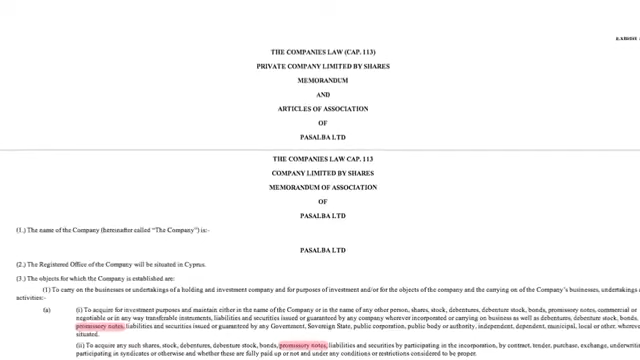 THE COMPANIES LAW (CAP. 113)
PRIVATE COMPANY LIMITED BY SHARES
MEMORANDUM
AND
ARTICLES OF ASSOCIATION
OF
PASALBA LTD
THE COMPANIES LAW CAP. 113
COMPANY LIMITED BY SHARES
MEMORANDUM OF ASSOCIATION
OF
PASALBA LTD
(1.) The name of the Company (hereinafter called "The Company") is:-
PASALBA LTD
(2.) The Registered Office of the Company will be situated in Cyprus.
(3.) The objects for which the Company is established are:
(1) To carry on the businesses or undertakings of a holding and investment company and for purposes of investment and/or for the objects of the company and the carrying on of the Company's businesses, undertakings
activities:-
(a) (i) To acquire for investment purposes and maintain either in the name of the Company or in the name of any other person, shares, stock, debentures, debenture stock, bonds, promissory notes, commercial or
negotiable or in any way transferable instruments, liabilities and securities issued or guaranteed by any company wherever incorporated or carrying on business as well as debentures, debenture stock, bonds,
promissory notes, liabilities and securities issued or guaranteed by any Government, Sovereign State, public corporation, public body or authority, independent, dependent, municipal, local or other,
situated.
(ii) To acquire any such shares, stock, debentures, debenture stock, bonds, promissory notes, liabilities and securities by participating in the incorporation, by contract, tender, purchase, exchange,
participating in syndicates or otherwise and whether these are fully paid up or not and under any conditions or restrictions considered to be proper.